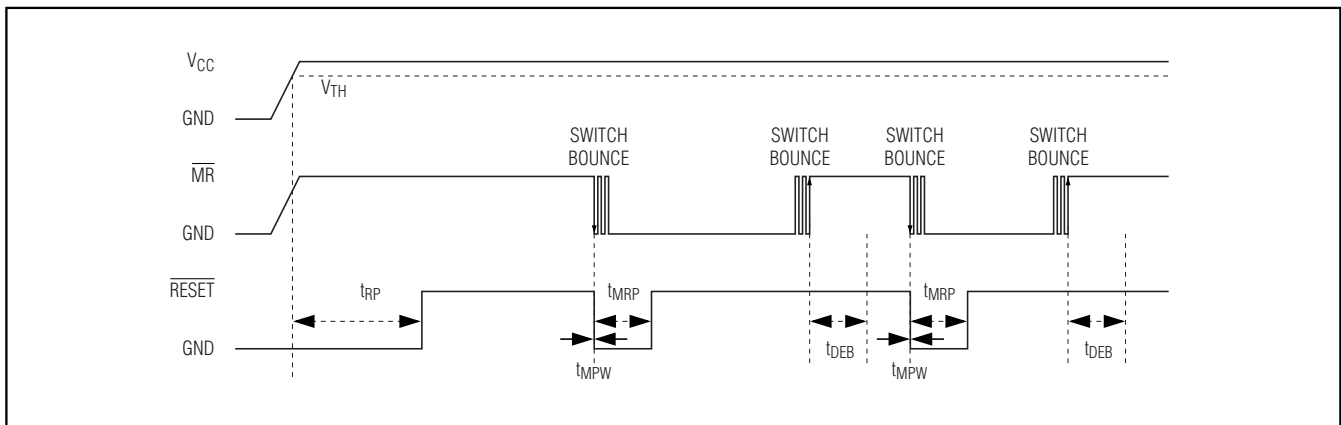 VCC
VTH
GND
SWITCH BOUNCE
SWITCH BOUNCE
SWITCH BOUNCE
SWITCH BOUNCE
MR
GND
RESET
tRP
tMRP
tMRP
GND
tDEB
tDEB
tMPW
tMPW